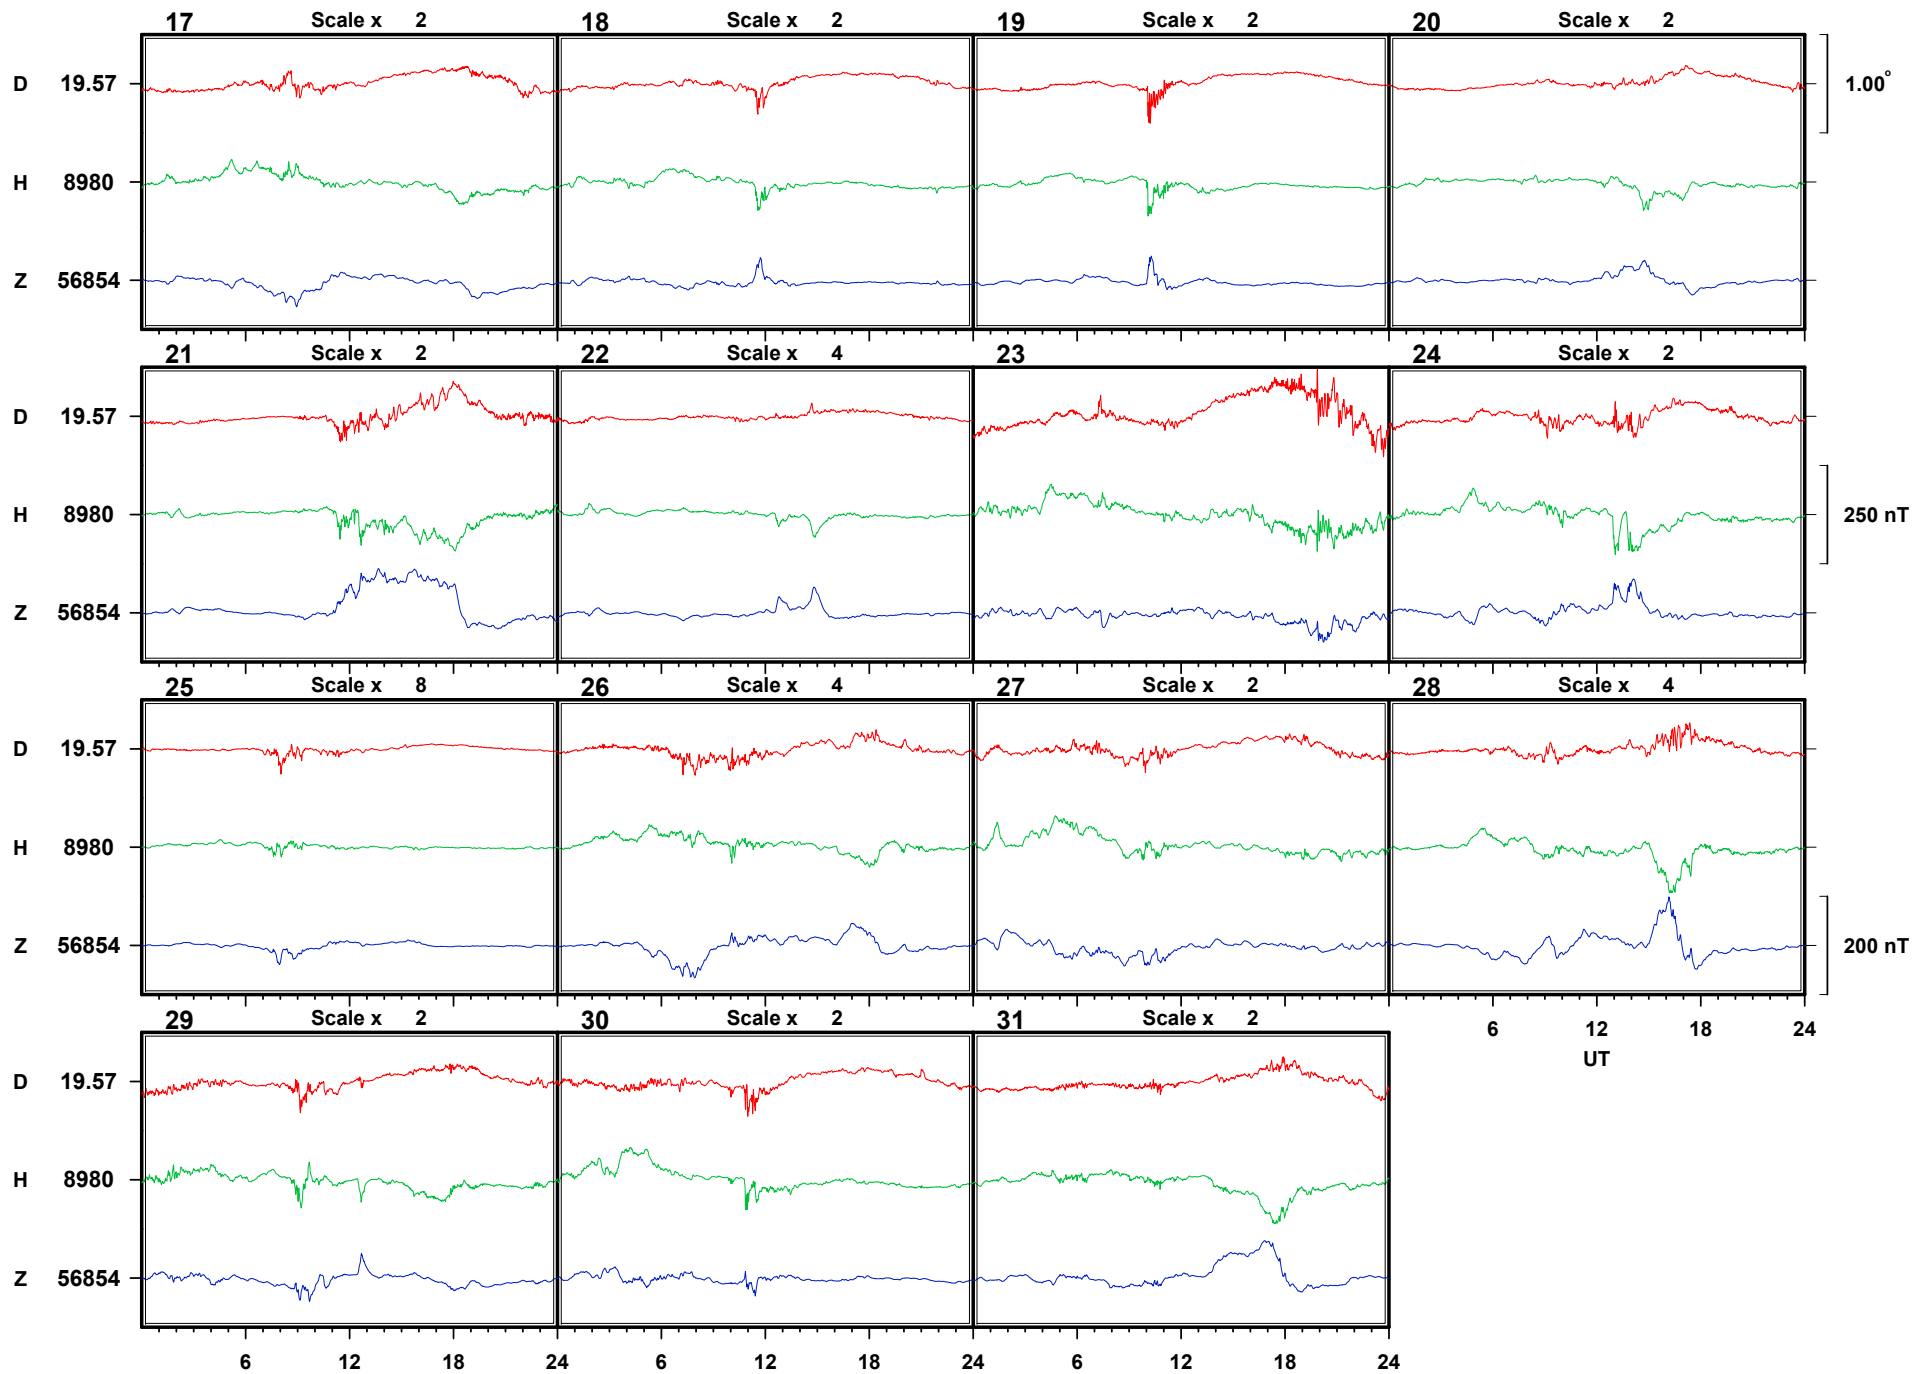 17 Scale x 2 18 Scale x 2 19 Scale x 2 20 Scale x 2
D 19.57 1.00°
H 8980
Z 56854
21 Scale x 2 22 Scale x 4 23 24 Scale x 2
D 19.57
H 8980 250 nT
Z 56854
25 Scale x 8 26 Scale x 4 27 Scale x 2 28 Scale x 4
D 19.57
H 8980
Z 56854 200 nT
29 Scale x 2 30 Scale x 2 31 Scale x 2 6 12 18 24
UT
D 19.57
H 8980
Z 56854
6 12 18 24 6 12 18 24 6 12 18 24